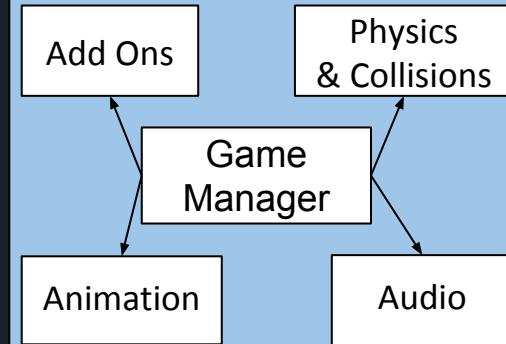 Add Ons
Physics
& Collisions
Game
Manager
Animation
Audio